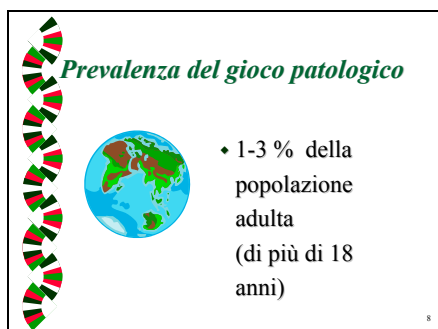 Prevalenza del gioco patologico
1-3 % della
popolazione
adulta
(di più di 18
anni)
8